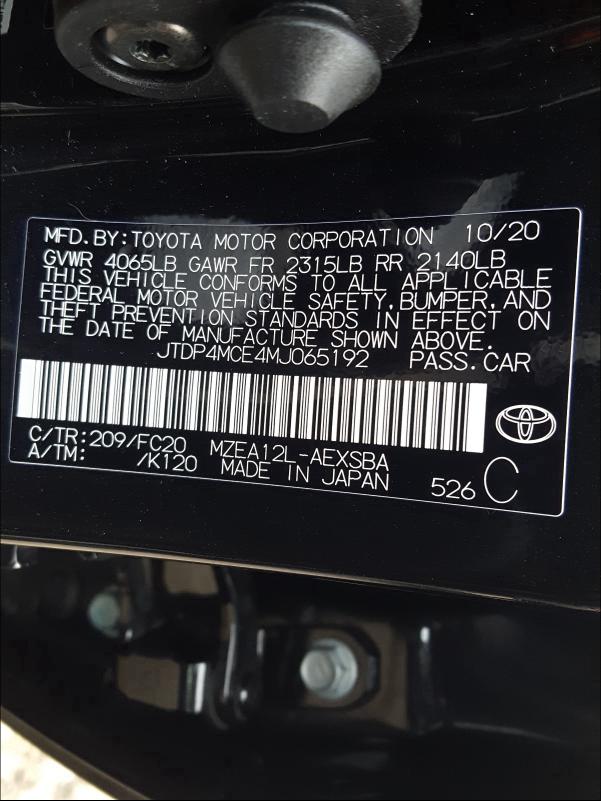 MFD.BY:TOYOTA MOTOR CORPORATION 10/20
GVWR 4065LB GAWR FR 2315LB RR 2140LB
THIS VEHICLE CONFORMS TO ALL APPLICABLE
FEDERAL MOTOR VEHICLE SAFETY,BUMPER,AND
THEFT PREVENTION STANDARDS IN EFFECT ON
THE DATE OF MANUFACTURE SHOWN ABOVE.
JTDP4MCE4MJ065192 PASS.CAR
C/TR:209/FC20 MZEA12L-AEXSBA
A/TM: /K120 MADE IN JAPAN 526 C